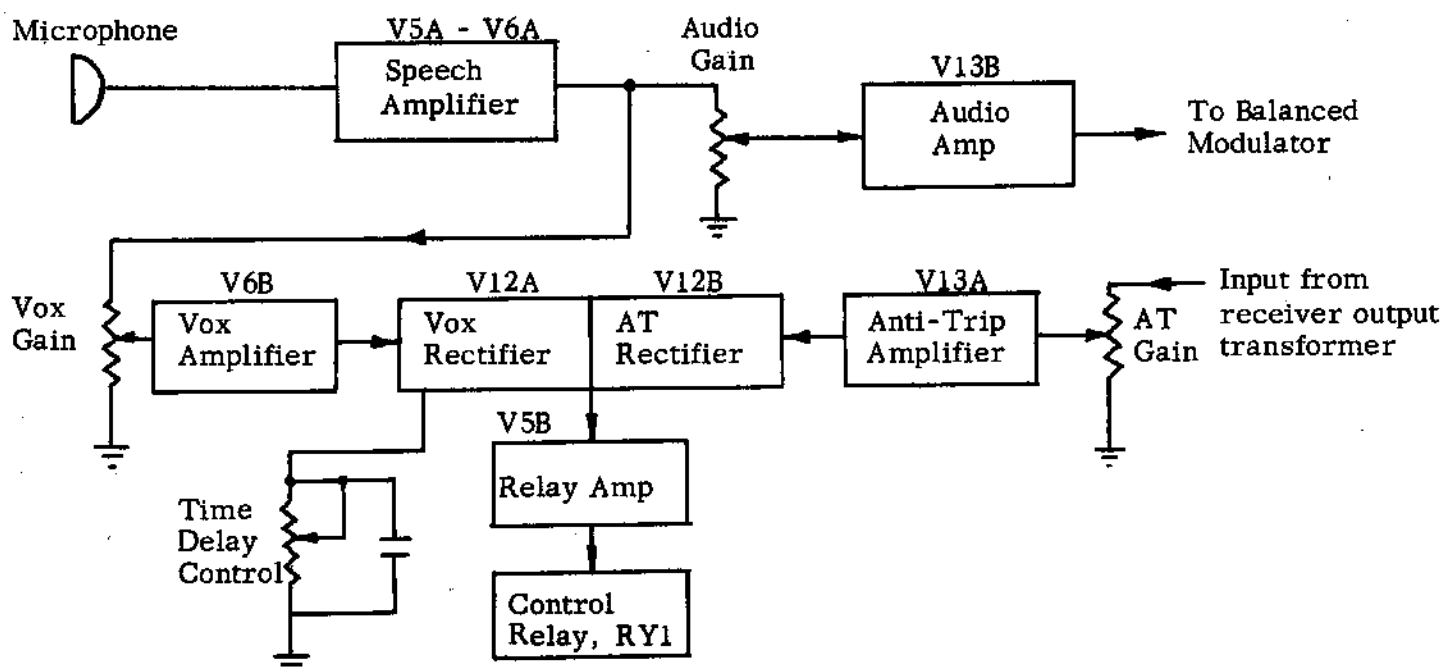 Microphone
V5A - V6A
Speech
Amplifier
Audio
Gain
V13B
Audio
Amp
To Balanced
Modulator
Vox
Gain
V6B
Vox
Amplifier
V12A
Vox
Rectifier
V12B
AT
Rectifier
V13A
Anti-Trip
Amplifier
AT
Gain
Input from
receiver output
transformer
V5B
Relay Amp
Time
Delay
Control
Control
Relay, RY1